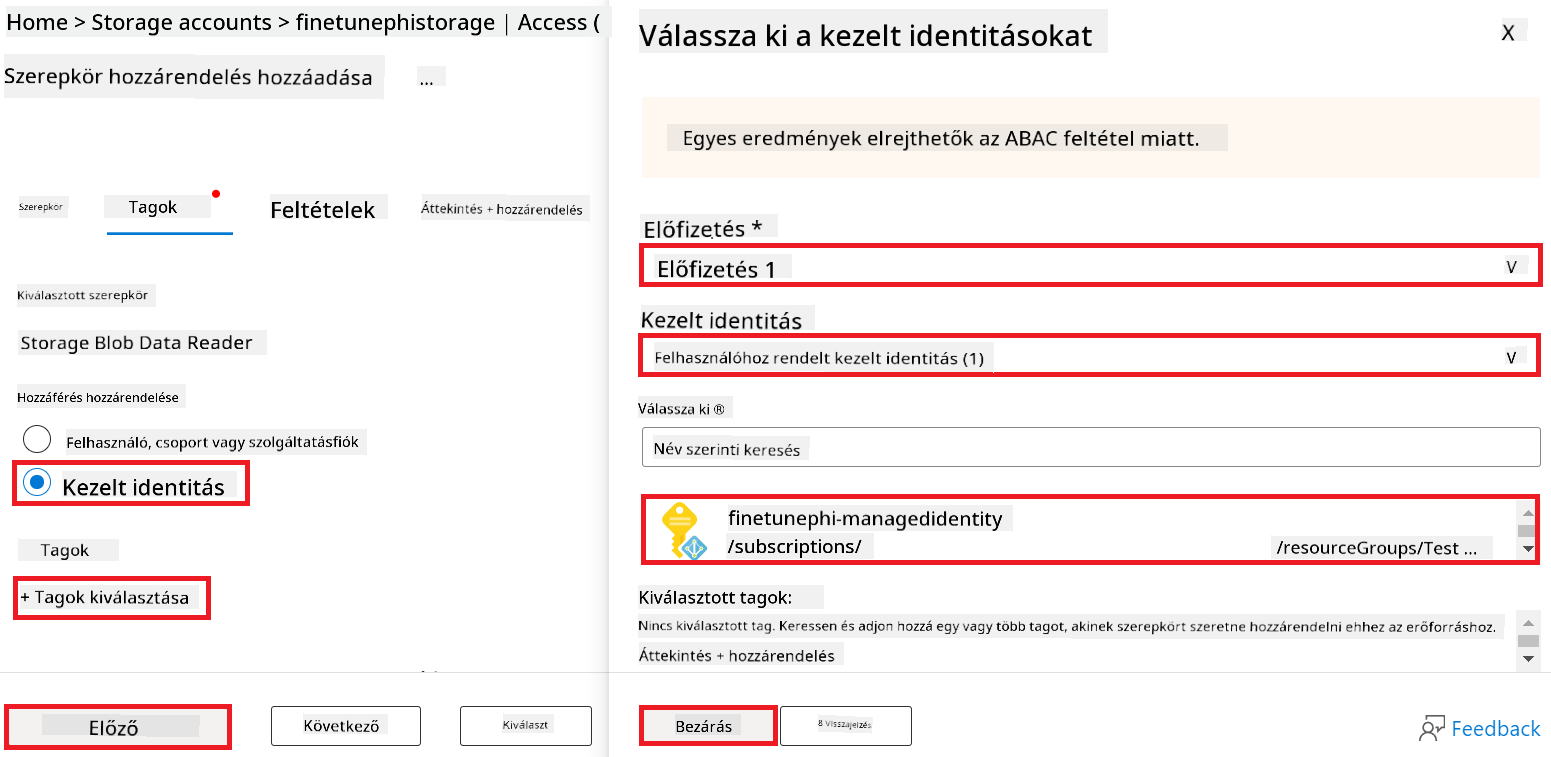 Home > Storage accounts > finetunephistorage | Access (
Szerepkör hozzárendelés hozzáadása ...
Szerepkör Tagok Feltételek Áttekintés + hozzárendelés
Kiválasztott szerepkör
Storage Blob Data Reader
Hozzáférés hozzárendelése
Felhasználó, csoport vagy szolgáltatásfiók
Kezelt identitás
Tagok
+ Tagok kiválasztása
Előző Következő Kiválaszt
Válassza ki a kezelt identitásokat X
Egyes eredmények elrejthetők az ABAC feltétel miatt.
Előfizetés *
Előfizetés 1 V
Kezelt identitás
Felhasználóhoz rendelt kezelt identitás (1) V
Válassza ki ®
Név szerinti keresés
finetunephi-managedidentity
/subscriptions/ /resourceGroups/Test ...
Kiválasztott tagok:
Nincs kiválasztott tag. Keressen és adjon hozzá egy vagy több tagot, akinek szerepkört szeretne hozzárendelni ehhez az erőforráshoz.
Áttekintés + hozzárendelés
Bezárás 8 Visszajelzés Feedback